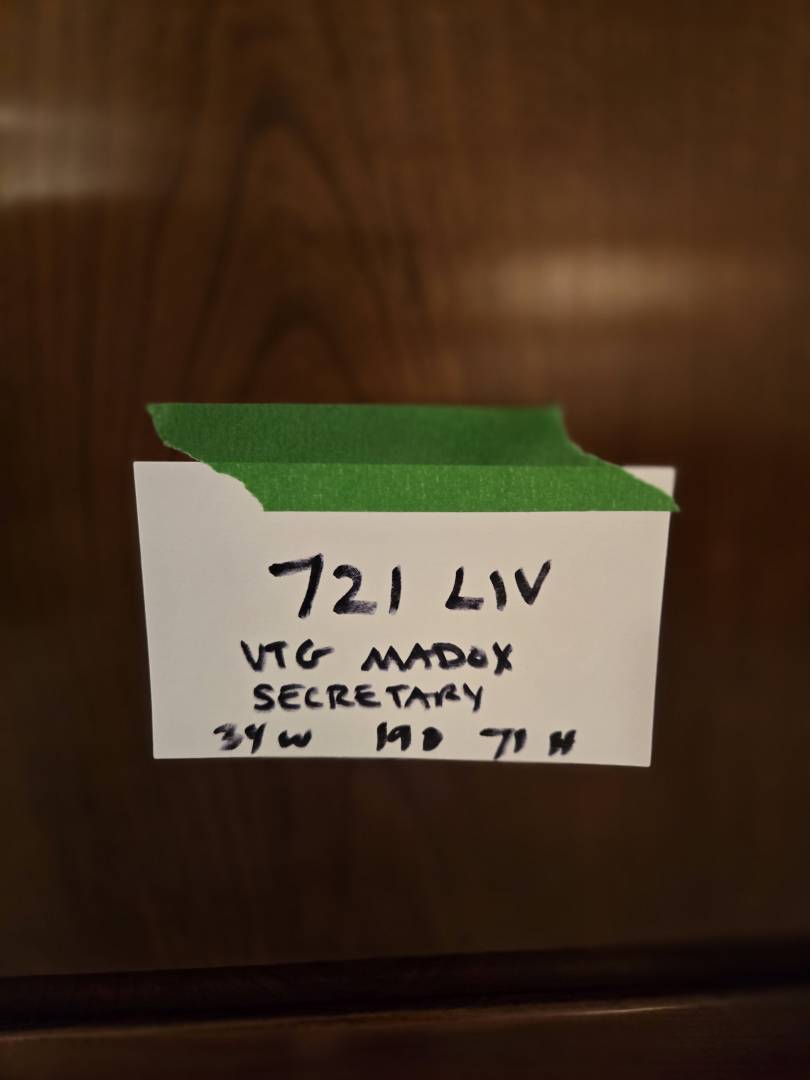 721 LIV
VTG MADOX
SECRETARY
34 W 19 D 71 H